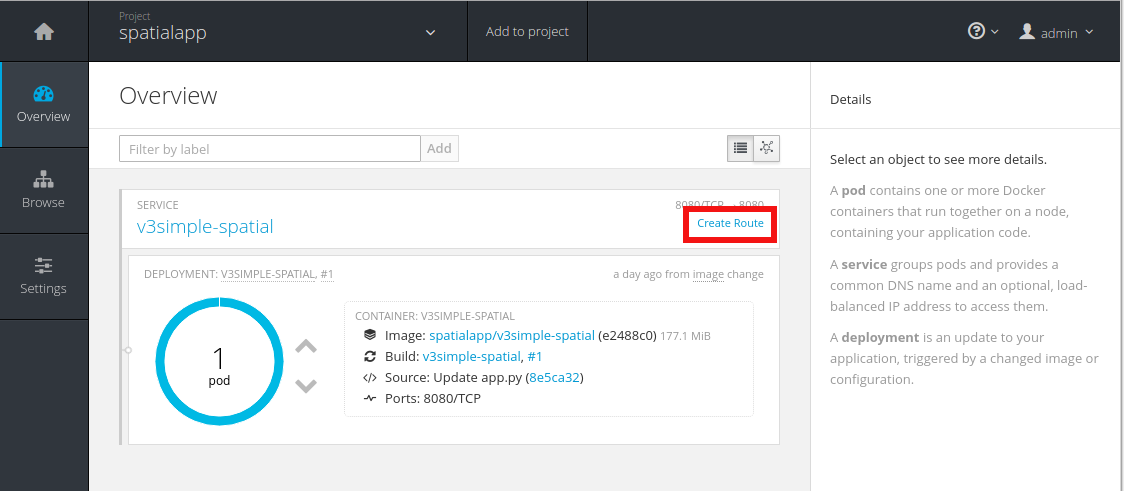 Project
spatialapp
Add to project
admin
Overview
Browse
Settings
Overview
Filter by label
Add
SERVICE
8080/TCP → 8080
v3simple-spatial
Create Route
DEPLOYMENT: V3SIMPLE-SPATIAL, #1
a day ago from image change
1
pod
CONTAINER: V3SIMPLE-SPATIAL
Image: spatialapp/v3simple-spatial (e2488c0) 177.1 MiB
Build: v3simple-spatial, #1
Source: Update app.py (8e5ca32)
Ports: 8080/TCP
Details
Select an object to see more details.
A pod contains one or more Docker
containers that run together on a node,
containing your application code.
A service groups pods and provides a
common DNS name and an optional, load-
balanced IP address to access them.
A deployment is an update to your
application, triggered by a changed image or
configuration.